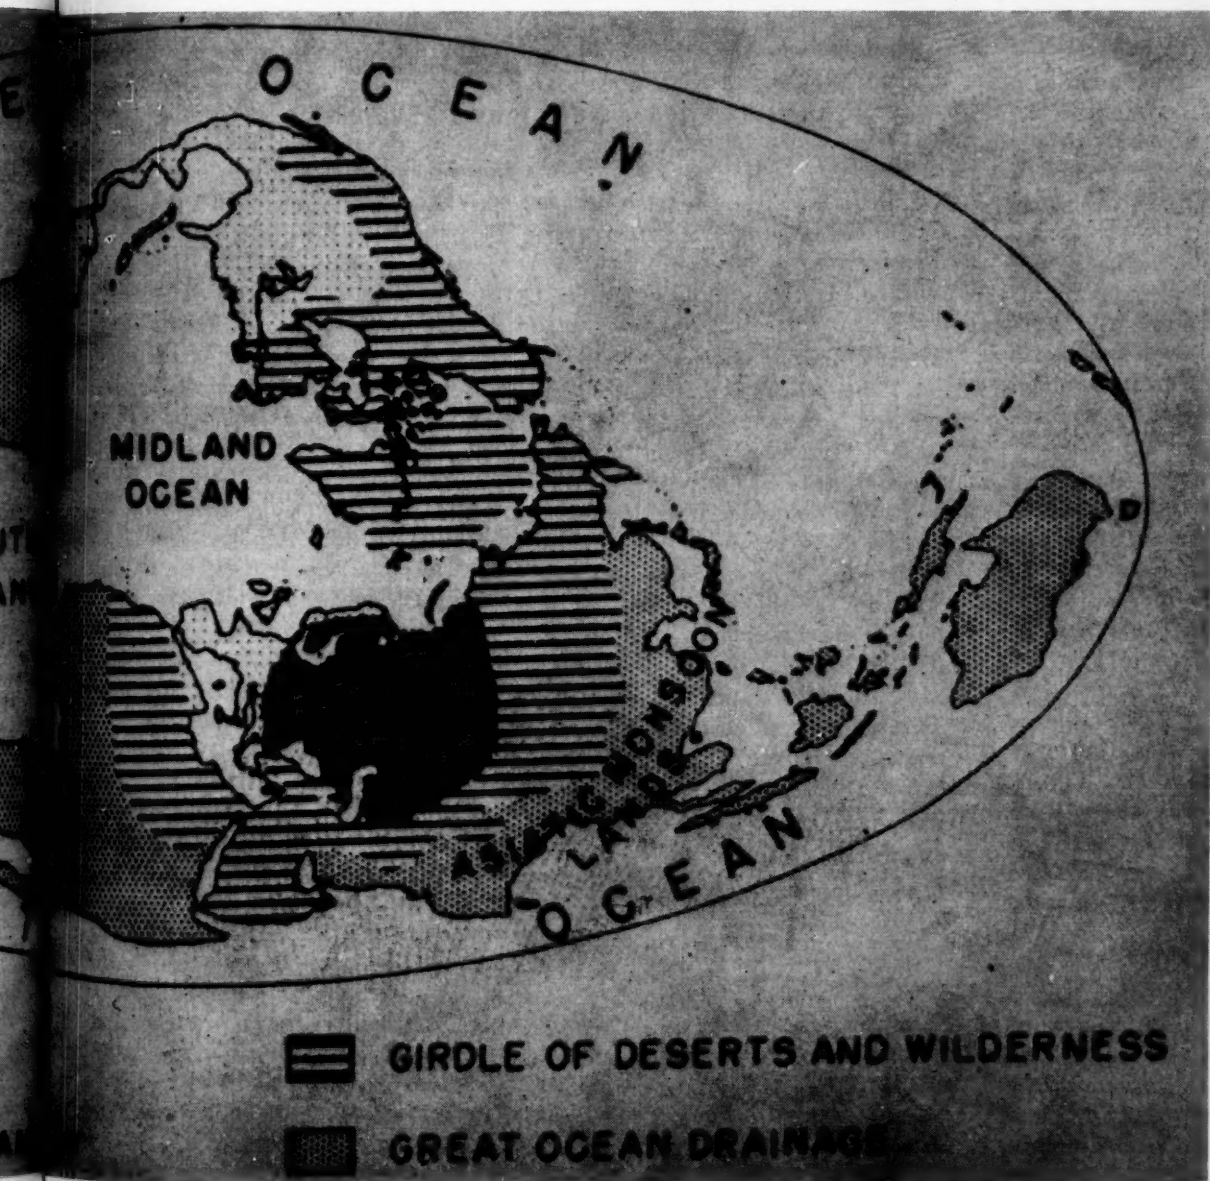 OCEAN
MIDLAND
OCEAN
ASIATIC MONSOON
LANDS
OCEAN
GIRDLE OF DESERTS AND WILDERNESS
GREAT OCEAN DRAINAGE